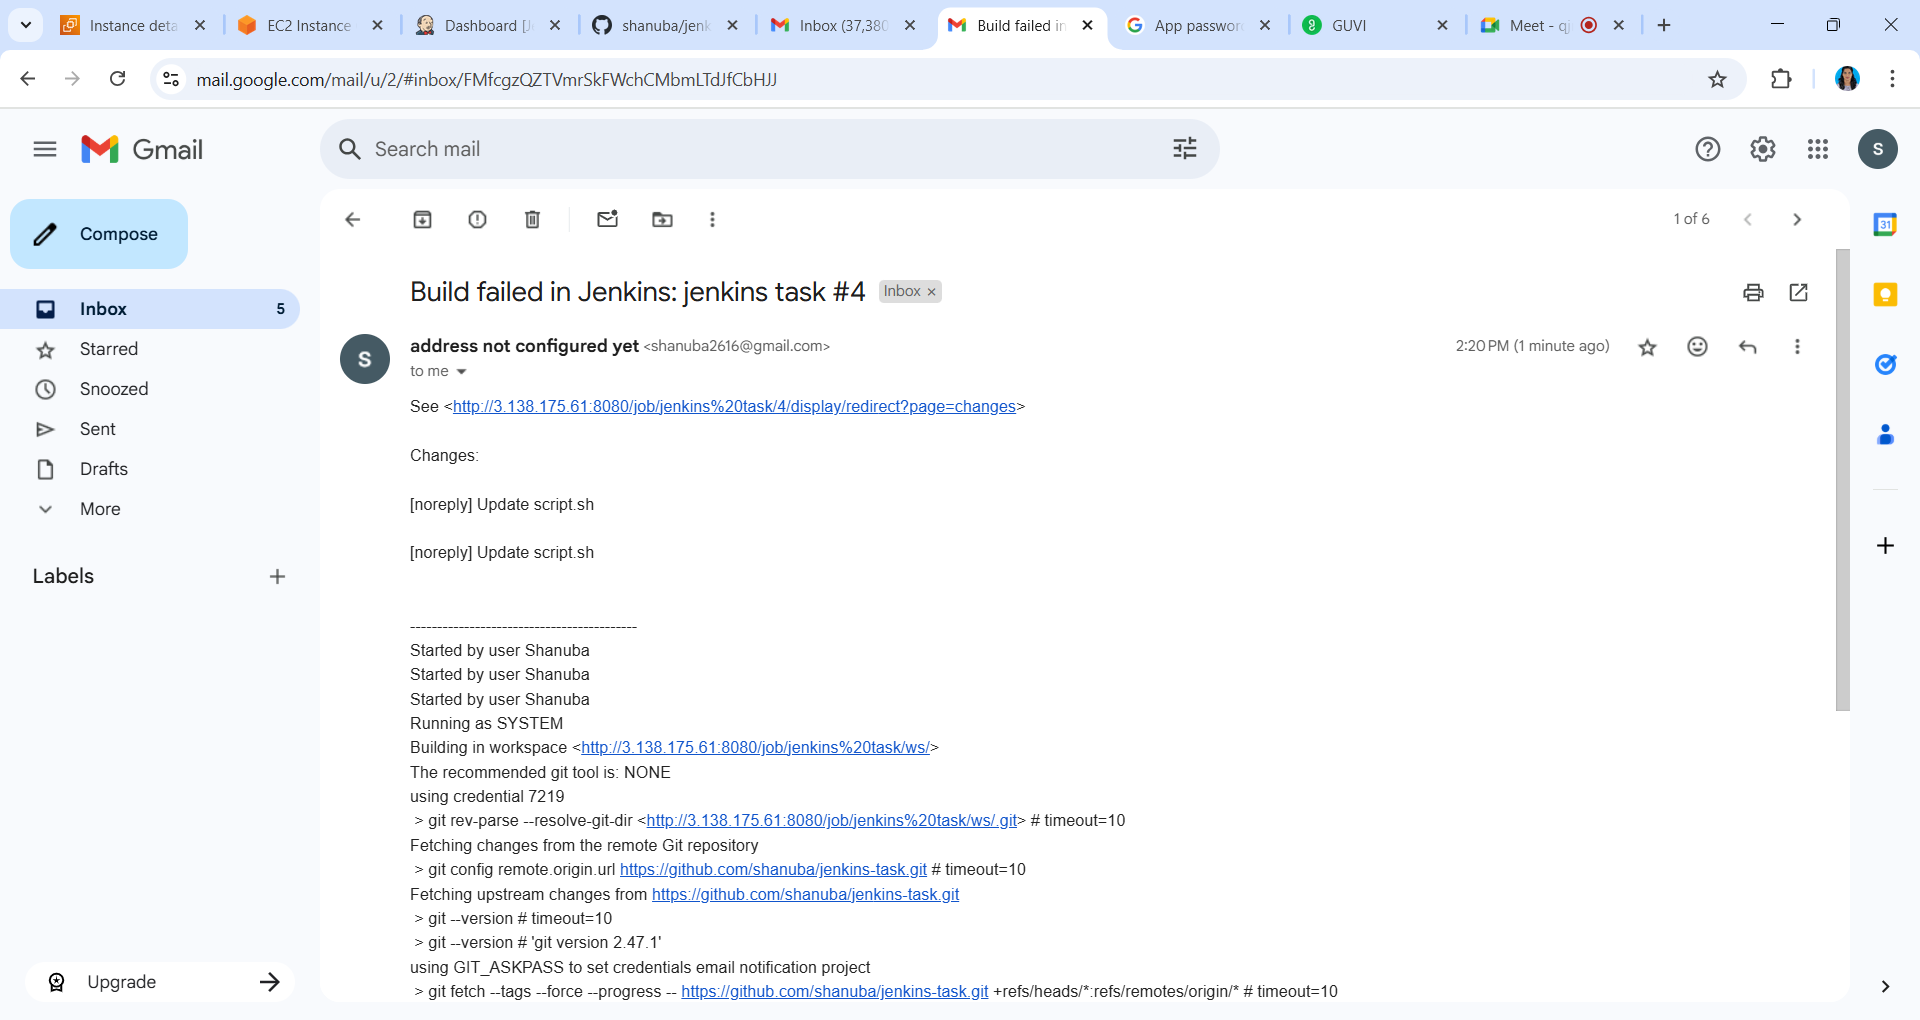 Instance deta
EC2 Instance
Dashboard [J
shanuba/jenk
Inbox (37,380
Build failed in
App password
GUVI
Meet - q
mail.google.com/mail/u/2/#inbox/FMfcgzQZTVmrSkFWchCMbmLTdJfCbHJJ
Gmail
Search mail
S
Compose
1 of 6
31
Inbox 5
Starred
Snoozed
Sent
Drafts
More
Labels
Upgrade
Build failed in Jenkins: jenkins task #4 Inbox ×
S
address not configured yet <shanuba2616@gmail.com>
2:20 PM (1 minute ago)
to me
See <http://3.138.175.61:8080/job/jenkins%20task/4/display/redirect?page=changes>
Changes:
[noreply] Update script.sh
[noreply] Update script.sh
------------------------------------------
Started by user Shanuba
Started by user Shanuba
Started by user Shanuba
Running as SYSTEM
Building in workspace <http://3.138.175.61:8080/job/jenkins%20task/ws/>
The recommended git tool is: NONE
using credential 7219
> git rev-parse --resolve-git-dir <http://3.138.175.61:8080/job/jenkins%20task/ws/.git> # timeout=10
Fetching changes from the remote Git repository
> git config remote.origin.url https://github.com/shanuba/jenkins-task.git # timeout=10
Fetching upstream changes from https://github.com/shanuba/jenkins-task.git
> git --version # timeout=10
> git --version # 'git version 2.47.1'
using GIT_ASKPASS to set credentials email notification project
> git fetch --tags --force --progress -- https://github.com/shanuba/jenkins-task.git +refs/heads/*:refs/remotes/origin/* # timeout=10